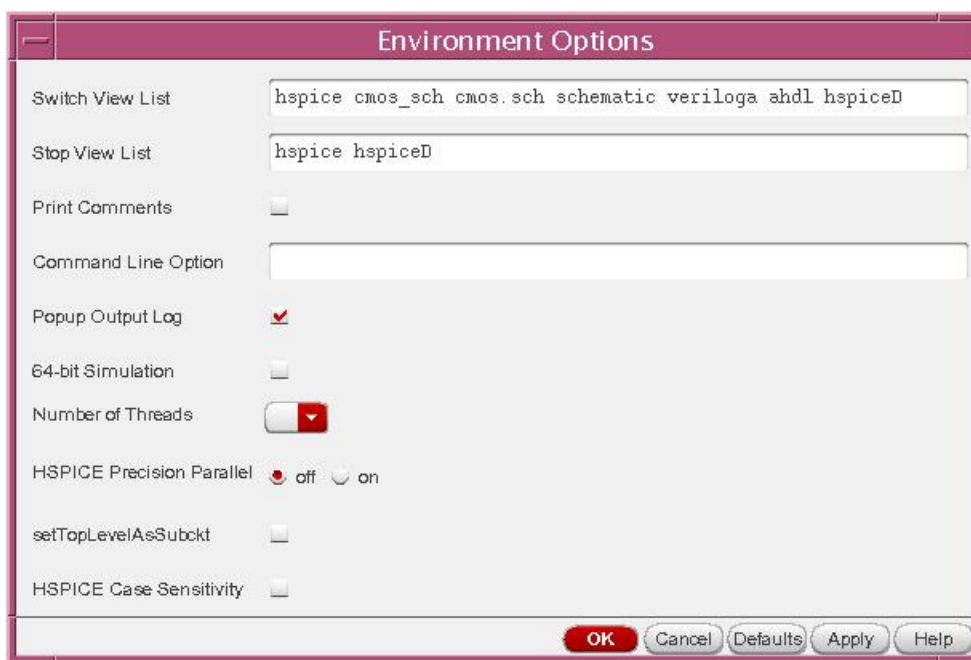 Environment Options
Switch View List hspice cmos_sch cmos.sch schematic veriloga ahdl hspiceD
Stop View List hspice hspiceD
Print Comments
Command Line Option
Popup Output Log
64-bit Simulation
Number of Threads
HSPICE Precision Parallel off on
setTopLevelAsSubckt
HSPICE Case Sensitivity
OK Cancel Defaults Apply Help